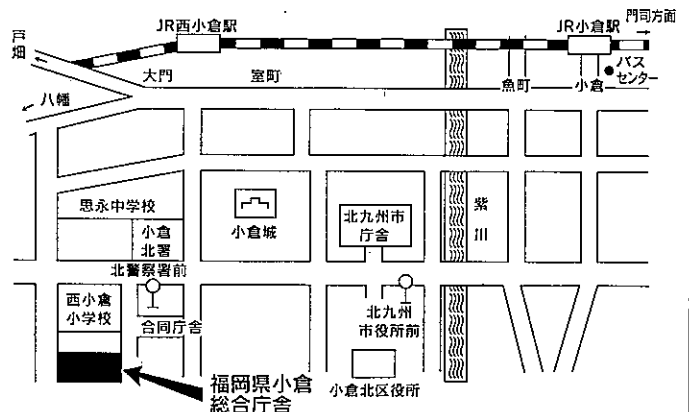 門司方面
JR西小倉駅
JR小倉駅
戸畑
バス
センター
大門
室町
魚町
小倉
八幡
思永中学校
小倉
北署
小倉城
北九州市
庁舎
紫川
北警察署前
西小倉
小学校
合同庁舎
北九州
市役所前
福岡県小倉
総合庁舎
小倉北区役所